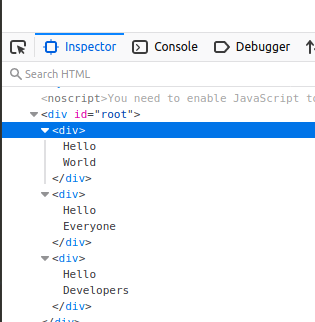 Inspector Console Debugger
Search HTML
<noscript>You need to enable JavaScript to
<div id="root">
<div>
Hello
World
</div>
<div>
Hello
Everyone
</div>
<div>
Hello
Developers
</div>
</div>